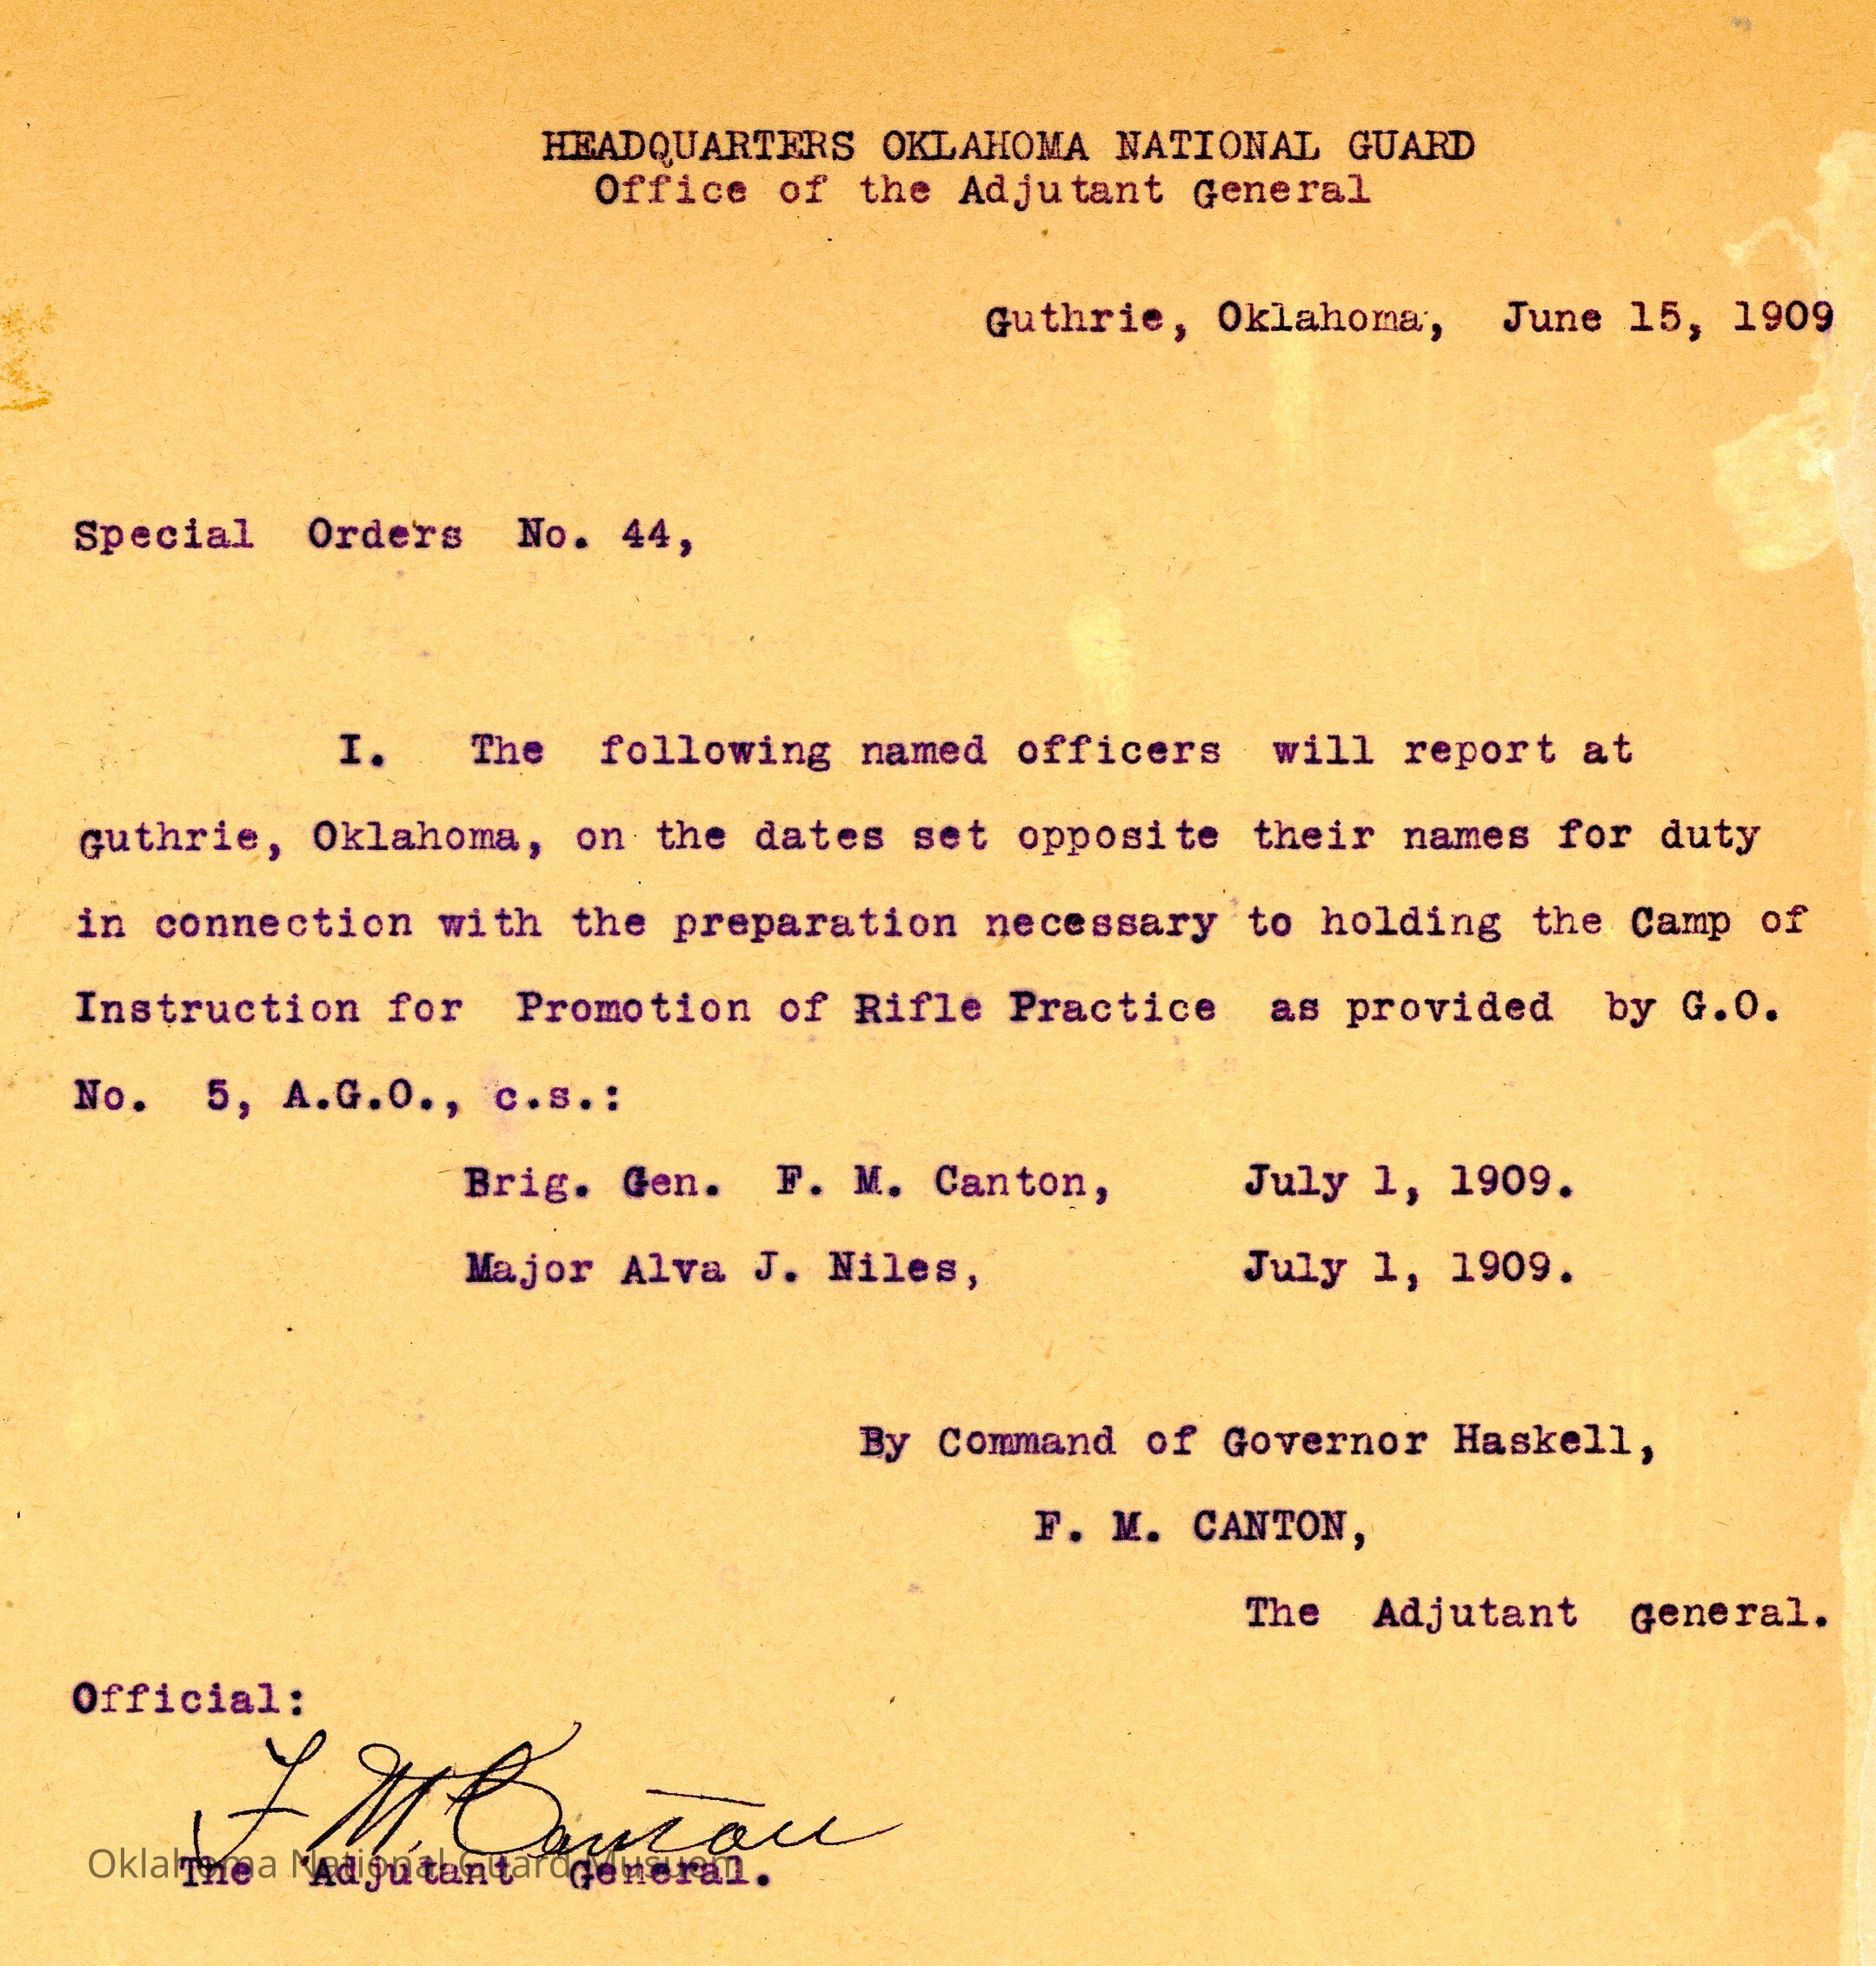 HEADQUARTERS OKLAHOMA NATIONAL GUARD
Office of the Adjutant General
Guthrie, Oklahoma, June 15, 1909
Special Orders No. 44,
I. The following named officers will report at
Guthrie, Oklahoma, on the dates set opposite their names for duty
in connection with the preparation necessary to holding the Camp of
Instruction for Promotion of Rifle Practice as provided by G.O.
No. 5, A.G.O., c.s.:
Brig. Gen. F. M. Canton, July 1, 1909.
Major Alva J. Niles, July 1, 1909.
By Command of Governor Haskell,
F. M. CANTON,
The Adjutant General.
Official:
F M. Canton
The Adjutant General.
Oklahoma National Guard Musuem